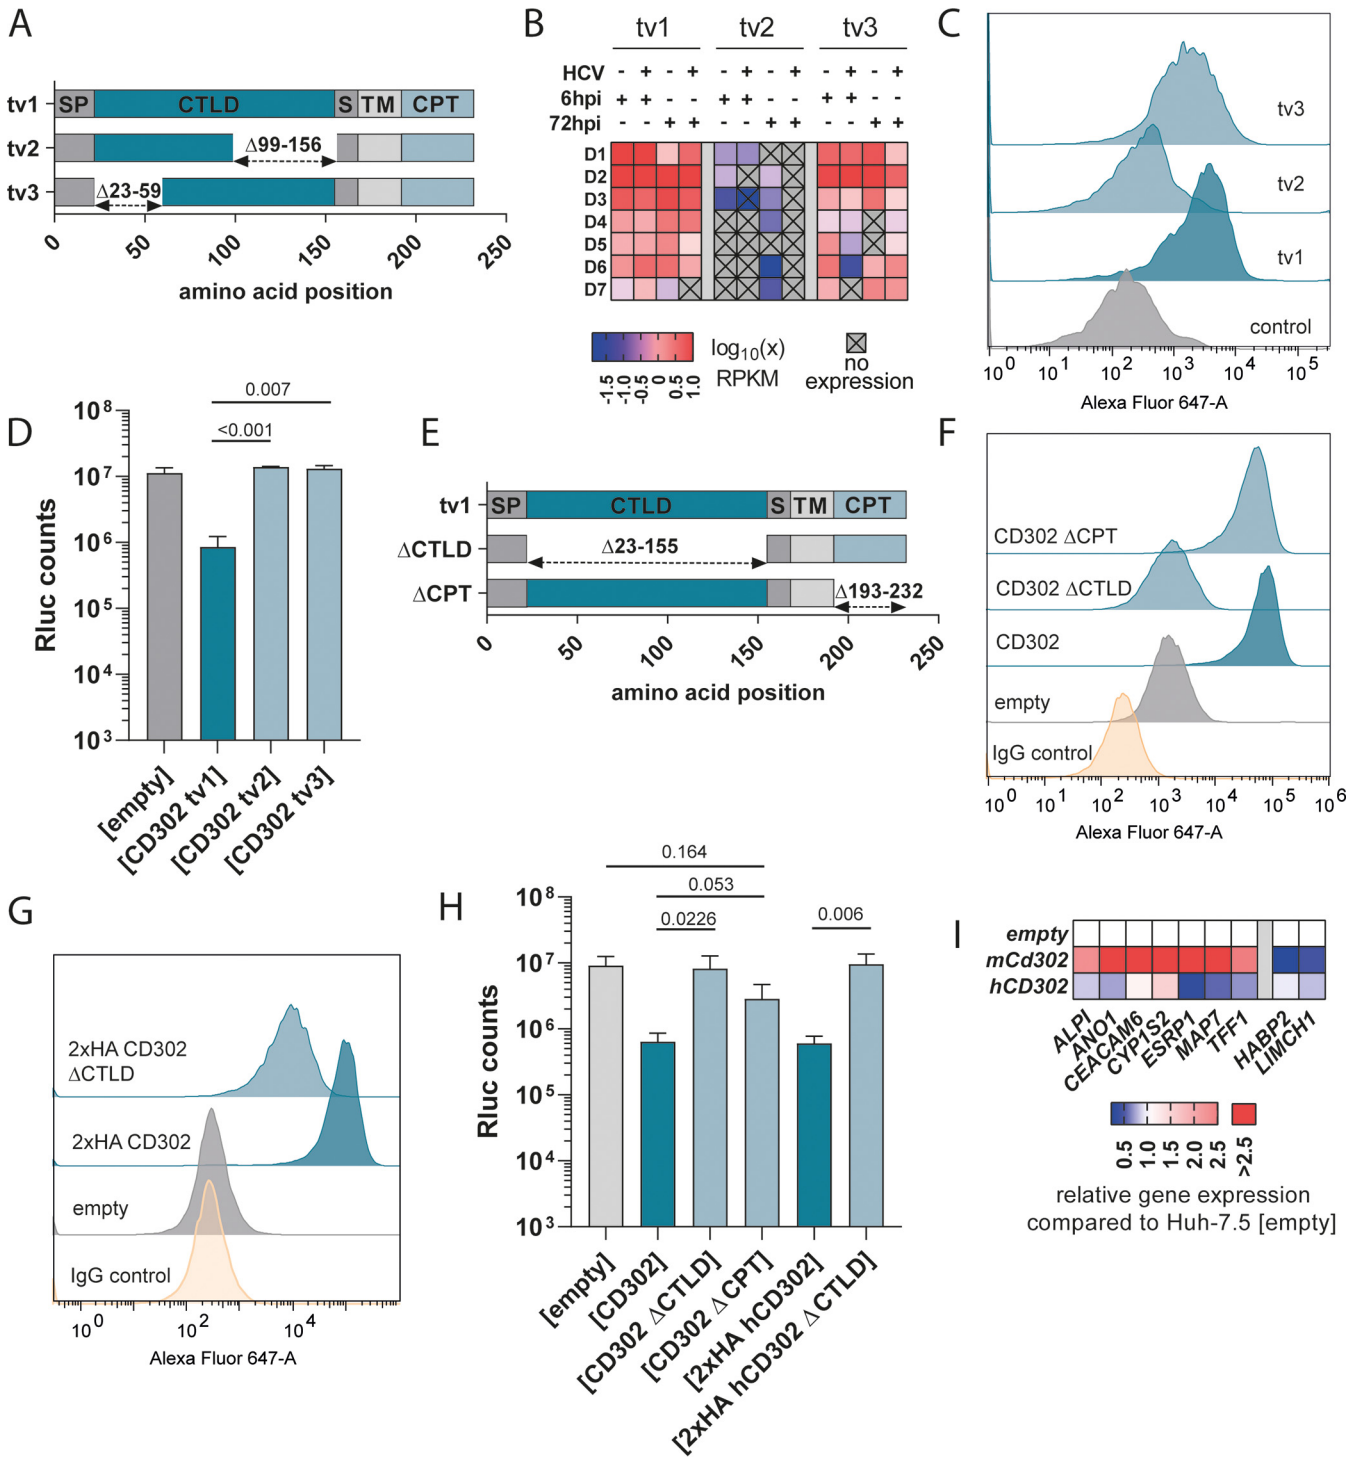 A
tv1 SP CTLD S TM CPT
tv2 Δ99-156
tv3 Δ23-59
0 50 100 150 200 250
amino acid position
B
tv1 tv2 tv3
HCV - + - + - + - + - + - +
6hpi + + - - + + - - + + - -
72hpi - - + + - - + + - - + +
D1
D2
D3
D4
D5
D6
D7
-1.5 -1.0 -0.5 0 0.5 1.0
log10(x)
RPKM
no
expression
C
tv3
tv2
tv1
control
10^0 10^1 10^2 10^3 10^4 10^5
Alexa Fluor 647-A
D
0.007
<0.001
10^8
10^7
10^6
10^5
10^4
10^3
Rluc counts
[empty]
[CD302 tv1]
[CD302 tv2]
[CD302 tv3]
E
tv1 SP CTLD S TM CPT
ΔCTLD Δ23-155
ΔCPT Δ193-232
0 50 100 150 200 250
amino acid position
F
CD302 ΔCPT
CD302 ΔCTLD
CD302
empty
IgG control
10^0 10^1 10^2 10^3 10^4 10^5 10^6
Alexa Fluor 647-A
G
2xHA CD302
ΔCTLD
2xHA CD302
empty
IgG control
10^0 10^2 10^4
Alexa Fluor 647-A
H
0.164
0.053
0.0226 0.006
10^8
10^7
10^6
10^5
10^4
10^3
Rluc counts
[empty]
[CD302]
[CD302 ΔCTLD]
[CD302 Δ CPT]
[2xHA hCD302]
[2xHA hCD302 ΔCTLD]
I
empty
mCd302
hCD302
ALPI
ANO1
CEACAM6
CYP1S2
ESRP1
MAP7
TFF1
HABP2
LIMCH1
0.5 1.0 1.5 2.0 2.5 >2.5
relative gene expression
compared to Huh-7.5 [empty]